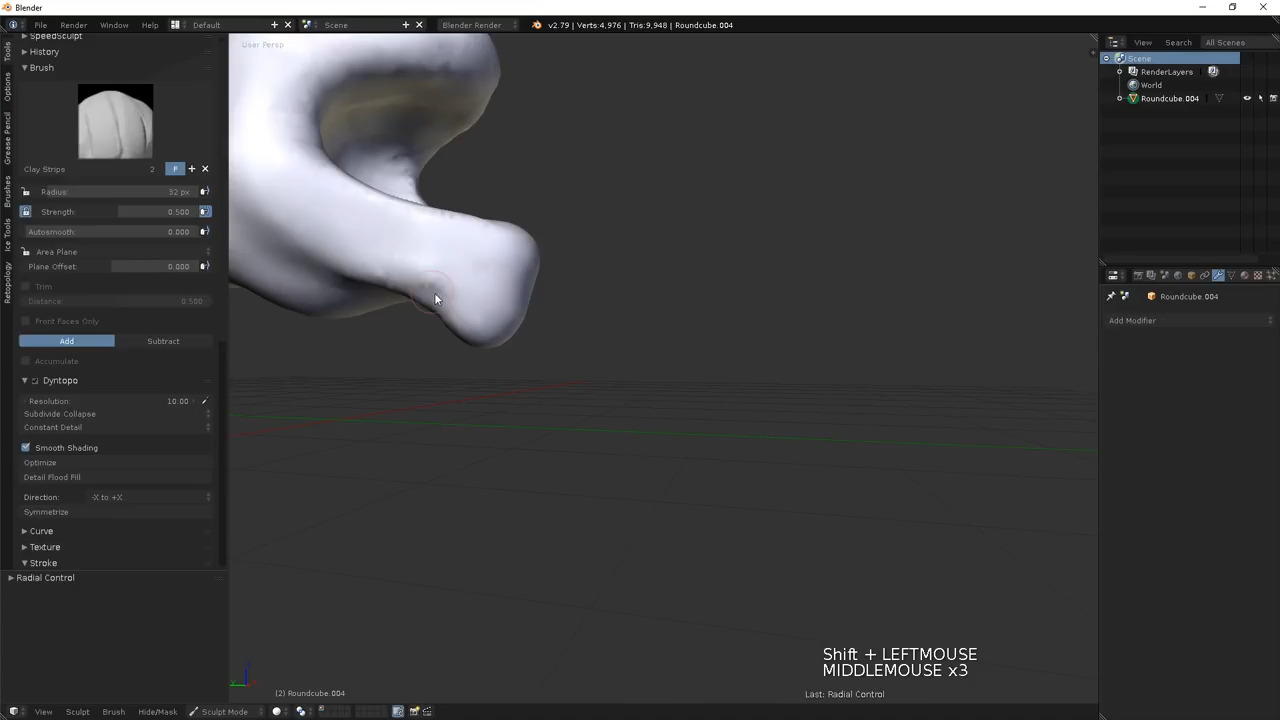 Blender
File Render Window Help Default Scene Blender Render v2.79 | Verts:4,976 | Tris:9,948 | Roundcube.004
SpeedSculpt
History
Brush
Clay Strips 2 F
Radius: 32 px
Strength: 0.500
Autosmooth: 0.000
Area Plane
Plane Offset: 0.000
Trim
Distance: 0.500
Front Faces Only
Add Subtract
Accumulate
Dyntopo
Resolution: 10.00
Subdivide Collapse
Constant Detail
Smooth Shading
Optimize
Detail Flood Fill
Direction: -X to +X
Symmetrize
Curve
Texture
Stroke
Radial Control
Tools
Options
Grease Pencil
Brushes
Ice Tools
Retopology
User Persp
Shift + LEFTMOUSE
MIDDLEMOUSE x3
(2) Roundcube.004
Last: Radial Control
View Sculpt Brush Hide/Mask Sculpt Mode
View Search All Scenes
Scene
RenderLayers
World
Roundcube.004
Roundcube.004
Add Modifier